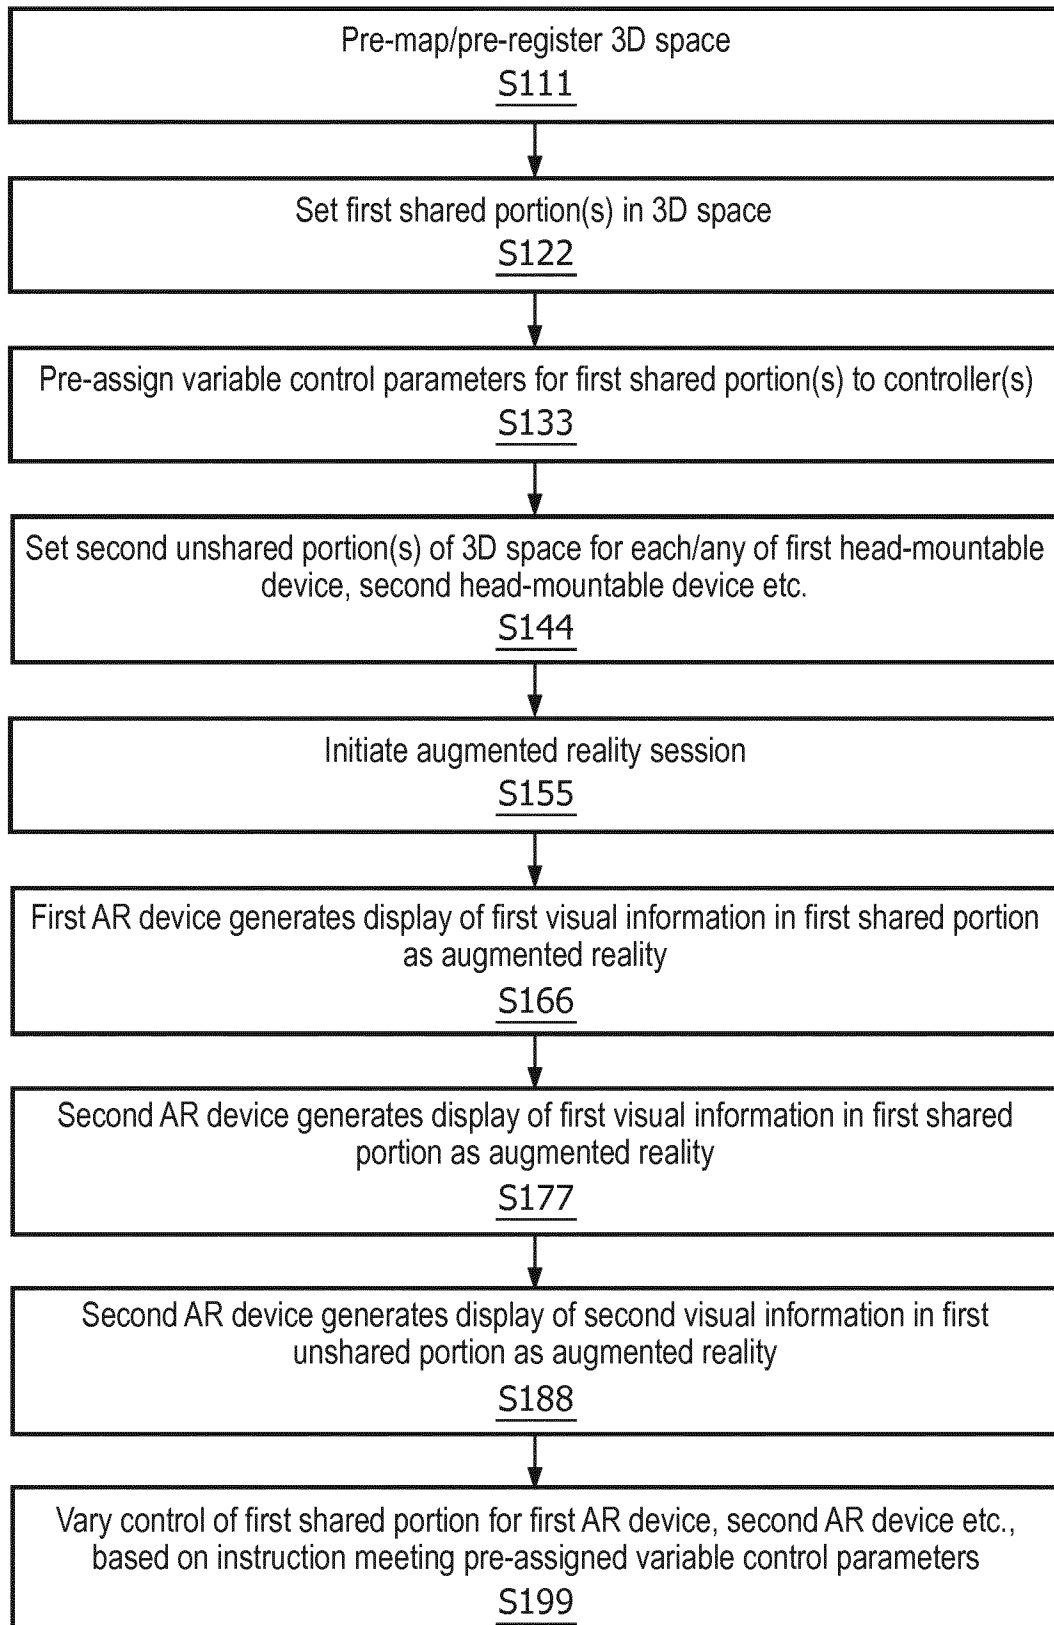 Pre-map/pre-register 3D space
S111
Set first shared portion(s) in 3D space
S122
Pre-assign variable control parameters for first shared portion(s) to controller(s)
S133
Set second unshared portion(s) of 3D space for each/any of first head-mountable
device, second head-mountable device etc.
S144
Initiate augmented reality session
S155
First AR device generates display of first visual information in first shared portion
as augmented reality
S166
Second AR device generates display of first visual information in first shared
portion as augmented reality
S177
Second AR device generates display of second visual information in first
unshared portion as augmented reality
S188
Vary control of first shared portion for first AR device, second AR device etc.,
based on instruction meeting pre-assigned variable control parameters
S199